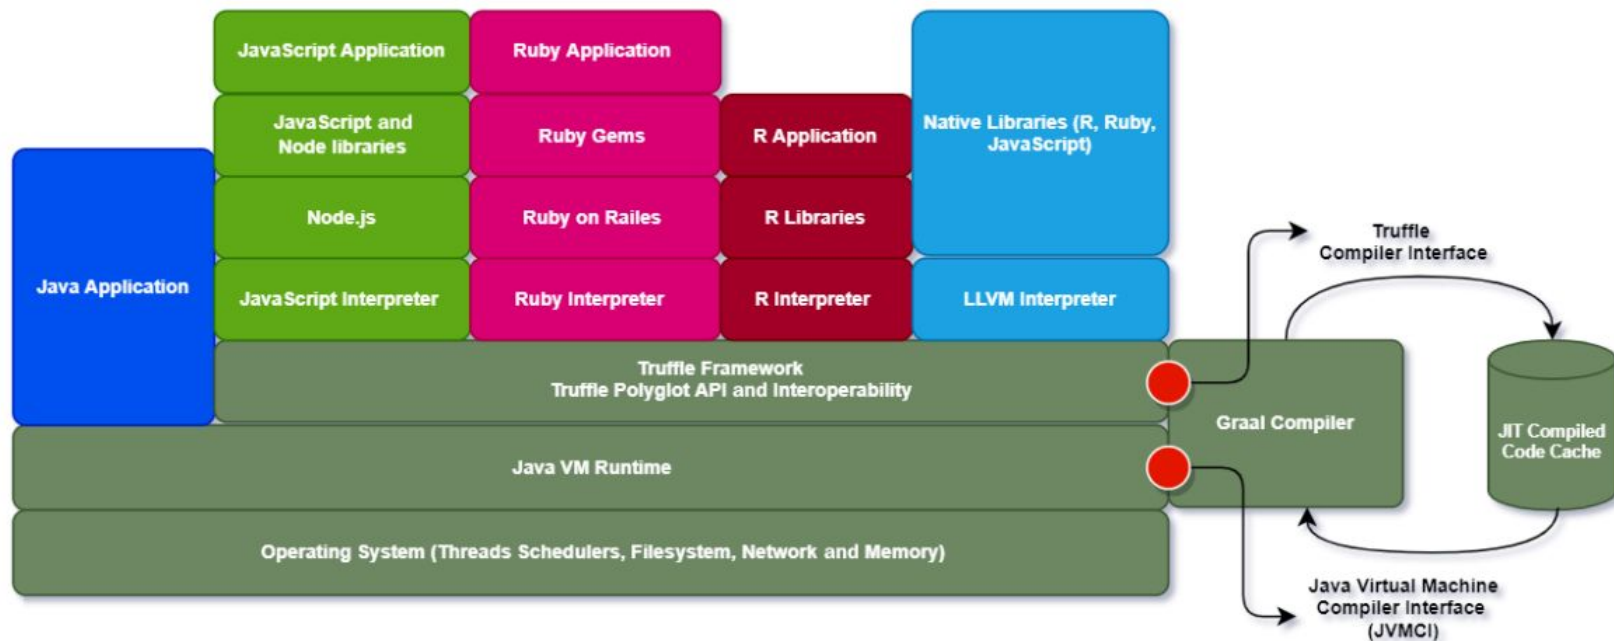 JavaScript Application
Ruby Application
JavaScript and
Node libraries
Ruby Gems
R Application
Native Libraries (R, Ruby,
JavaScript)
Node.js
Ruby on Railes
R Libraries
Java Application
JavaScript Interpreter
Ruby Interpreter
R Interpreter
LLVM Interpreter
Truffle
Compiler Interface
Truffle Framework
Truffle Polyglot API and Interoperability
Graal Compiler
JIT Compiled
Code Cache
Java VM Runtime
Operating System (Threads Schedulers, Filesystem, Network and Memory)
Java Virtual Machine
Compiler Interface
(JVMCI)